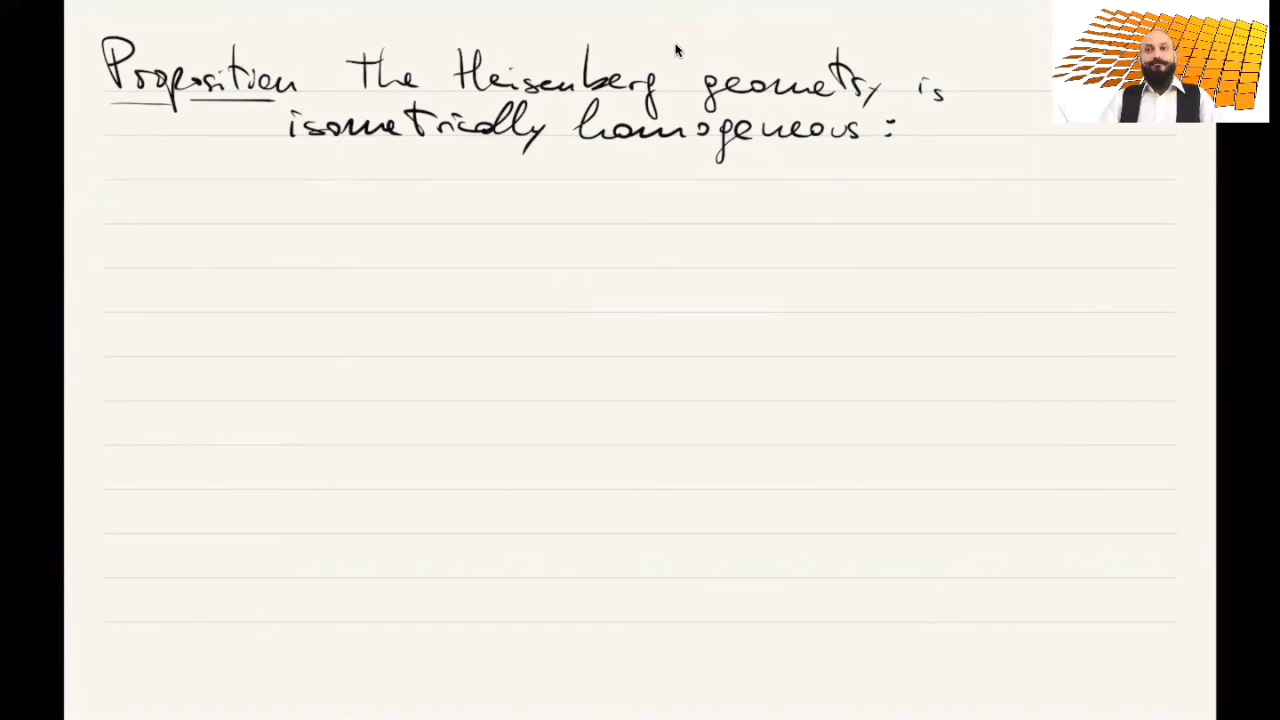 Proposition The Heisenberg geometry is
isometrically homogeneous :